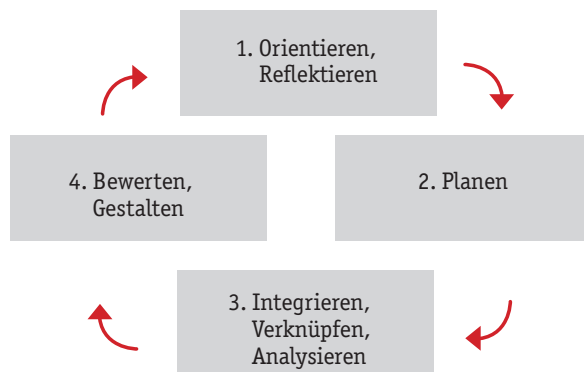 1. Orientieren,
Reflektieren
2. Planen
3. Integrieren,
Verknüpfen,
Analysieren
4. Bewerten,
Gestalten